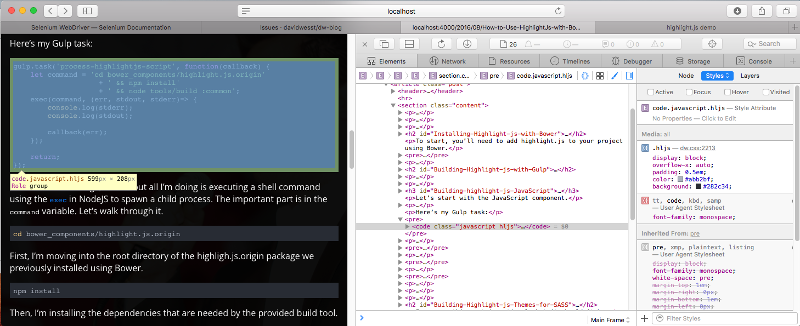 localhost
Selenium WebDriver — Selenium Documentation
Issues · davidwesst/dw-blog
localhost:4000/2016/08/How-to-Use-HighlightJs-with-Bo...
highlight.js demo
Here's my Gulp task:
gulp.task('process-highlightjs-script', function(callback) {
let command = 'cd bower_components/highlight.js.origin'
+ ' && npm install'
+ ' && node tools/build :common';
exec(command, (err, stdout, stderr)=> {
console.log(stdout);
console.log(stderr);
callback(err);
});
return;
});
code.javascript.hljs 599px × 208px
Role group
out all I'm doing is executing a shell command
using the exec in NodeJS to spawn a child process. The important part is in the
command variable. Let's walk through it.
cd bower_components/highlight.js.origin
First, I'm moving into the root directory of the highligh.js.origin package we
previously installed using Bower.
npm install
Then, I'm installing the dependencies that are needed by the provided build tool.
26
Search
Elements
Network
Resources
Timelines
Debugger
Storage
Console
section.c...
pre
code.javascript.hljs
Node
Styles
Layers
<header>…</header>
<hr>
<section class="content">
<p>…</p>
<p>…</p>
<p>…</p>
<h2 id="Installing-Highlight-js-with-Bower">…</h2>
<p>To start, you'll need to add highlight.js to your project
using Bower.</p>
<pre>…</pre>
<p>…</p>
<h2 id="Building-Highlight-js-with-Gulp">…</h2>
<p>…</p>
<h3 id="Building-highlight-js-JavaScript">…</h3>
<p>Let's start with the JavaScript component.</p>
<p>…</p>
<p>Here's my Gulp task:</p>
<pre>
<code class="javascript hljs">…</code> = $0
</pre>
<p>…</p>
<pre>…</pre>
<p>…</p>
<pre>…</pre>
<p>…</p>
<pre>…</pre>
<p>…</p>
<h2 id="Building-Highlight-js-Themes-for-SASS">…</h2>
Main Frame
Active
Focus
Hover
Visited
code.javascript.hljs — Style Attribute
No Properties — Click to Edit
Media: all
.hljs — dw.css:2213
display: block;
overflow-x: auto;
padding: 0.5em;
color: #abb2bf;
background: #282c34;
tt, code, kbd, samp
— User Agent Stylesheet
font-family: monospace;
Inherited From: pre
pre, xmp, plaintext, listing
— User Agent Stylesheet
display: block;
font-family: monospace;
white-space: pre;
margin-top: 1em;
margin-right: 0px;
margin-bottom: 1em;
margin-left: 0px;
Filter Styles